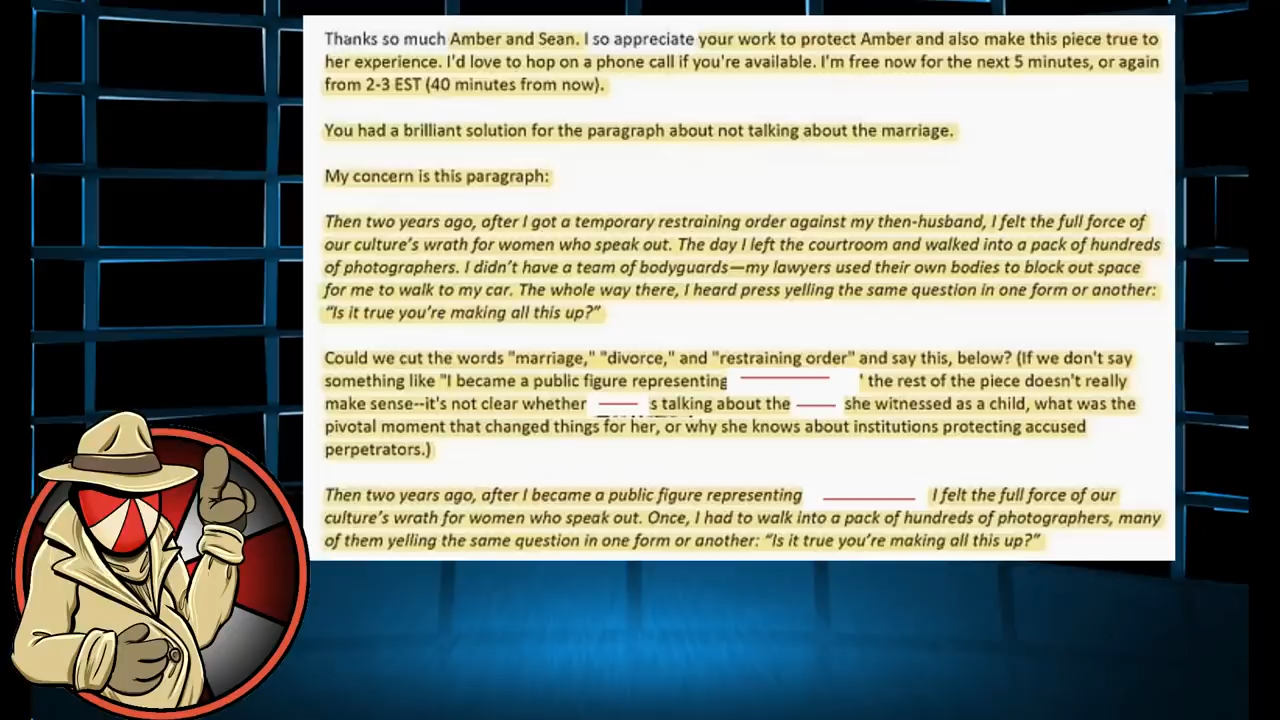 Thanks so much Amber and Sean. I so appreciate your work to protect Amber and also make this piece true to
her experience. I'd love to hop on a phone call if you're available. I'm free now for the next 5 minutes, or again
from 2-3 EST (40 minutes from now).
You had a brilliant solution for the paragraph about not talking about the marriage.
My concern is this paragraph:
Then two years ago, after I got a temporary restraining order against my then-husband, I felt the full force of
our culture's wrath for women who speak out. The day I left the courtroom and walked into a pack of hundreds
of photographers. I didn't have a team of bodyguards—my lawyers used their own bodies to block out space
for me to walk to my car. The whole way there, I heard press yelling the same question in one form or another:
“Is it true you're making all this up?”
Could we cut the words "marriage," "divorce," and "restraining order" and say this, below? (If we don't say
something like "I became a public figure representing ' the rest of the piece doesn't really
make sense--it's not clear whether s talking about the she witnessed as a child, what was the
pivotal moment that changed things for her, or why she knows about institutions protecting accused
perpetrators.)
Then two years ago, after I became a public figure representing I felt the full force of our
culture's wrath for women who speak out. Once, I had to walk into a pack of hundreds of photographers, many
of them yelling the same question in one form or another: “Is it true you're making all this up?”